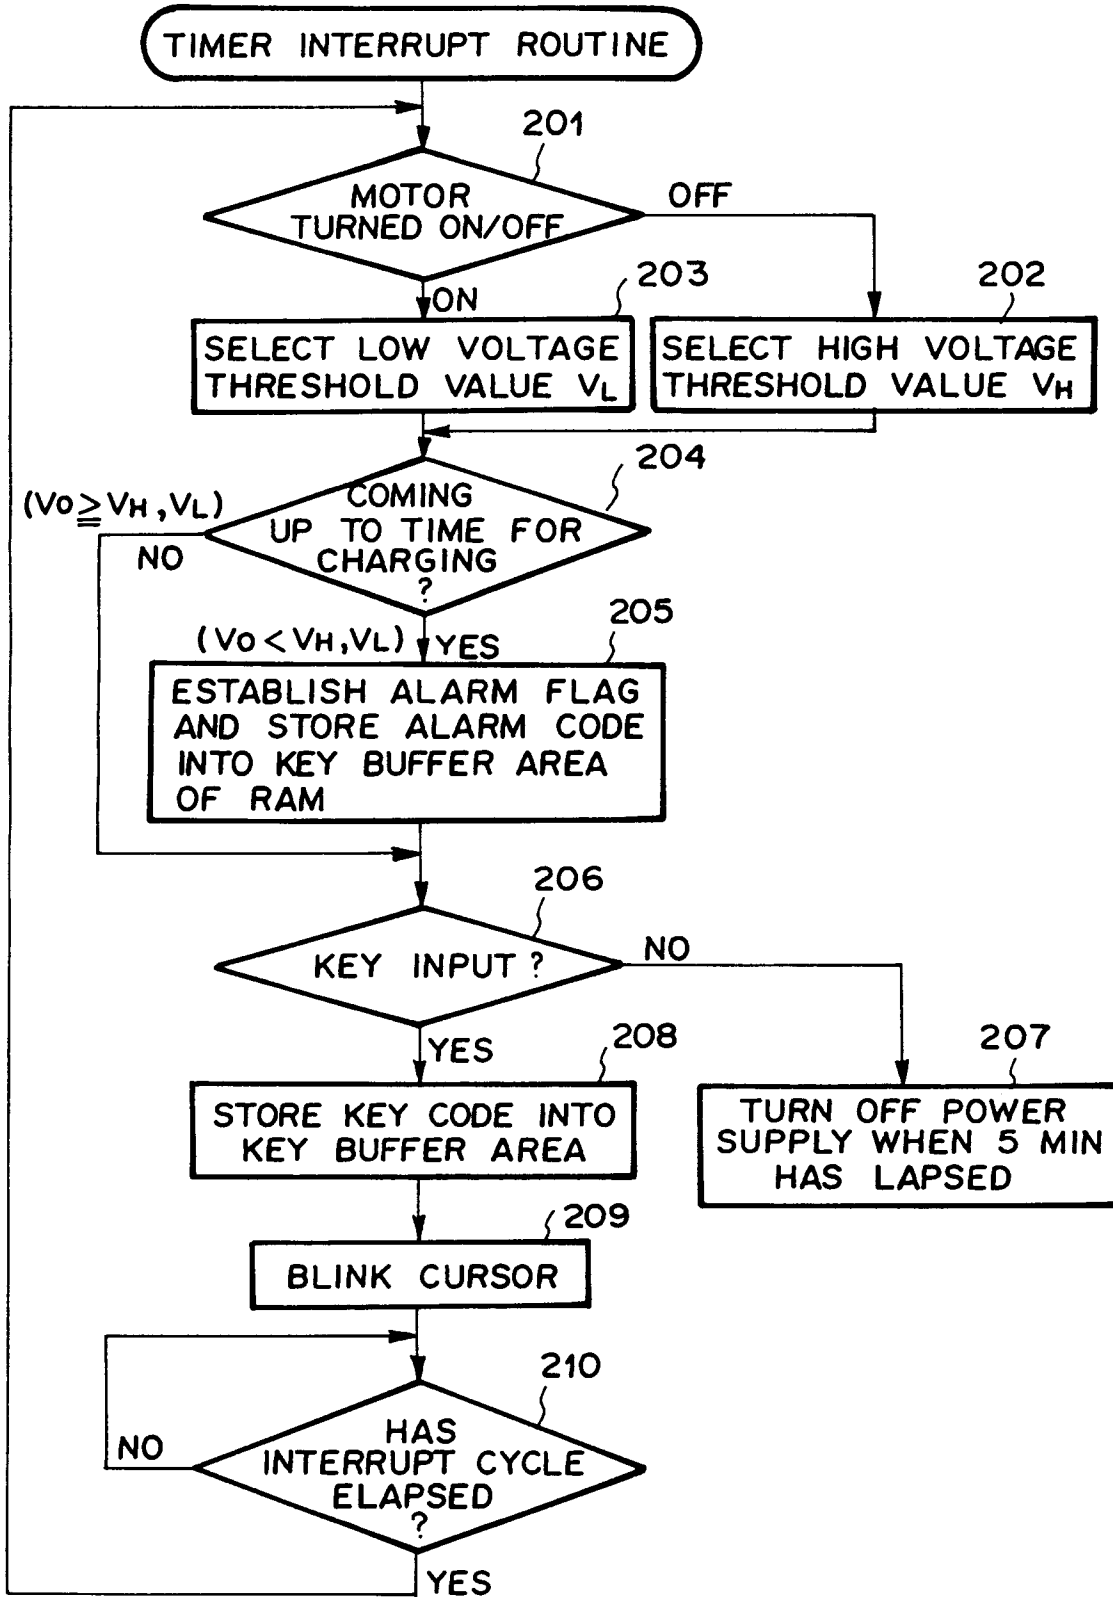 TIMER INTERRUPT ROUTINE
201
MOTOR
TURNED ON/OFF
OFF
ON
203
SELECT LOW VOLTAGE
THRESHOLD VALUE VL
202
SELECT HIGH VOLTAGE
THRESHOLD VALUE VH
204
COMING
UP TO TIME FOR
CHARGING
?
(VO≧VH,VL)
NO
(VO<VH,VL) YES
205
ESTABLISH ALARM FLAG
AND STORE ALARM CODE
INTO KEY BUFFER AREA
OF RAM
206
KEY INPUT?
NO
YES
208
STORE KEY CODE INTO
KEY BUFFER AREA
207
TURN OFF POWER
SUPPLY WHEN 5 MIN
HAS LAPSED
209
BLINK CURSOR
210
HAS
INTERRUPT CYCLE
ELAPSED
?
NO
YES